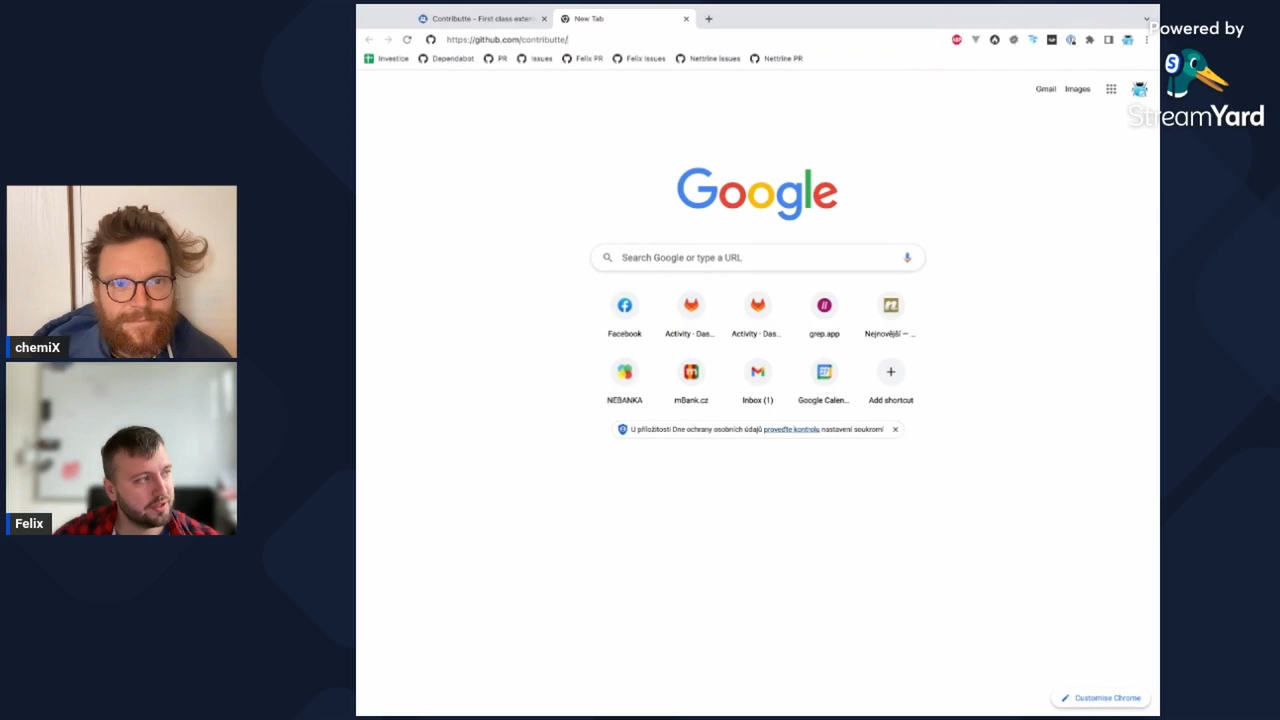 Contributte – First class exten
New Tab
https://github.com/contributte/
Investice
Dependabot
PR
Issues
Felix PR
Felix Issues
Nettrine Issues
Nettrine PR
Powered by
StreamYard
Gmail
Images
Google
Search Google or type a URL
Facebook
Activity · Das...
Activity · Das...
grep.app
Nejnovější — ...
NEBANKA
mBank.cz
Inbox (1)
Google Calen...
Add shortcut
U příležitosti Dne ochrany osobních údajů proveďte kontrolu nastavení soukromí
Customise Chrome
chemiX
Felix